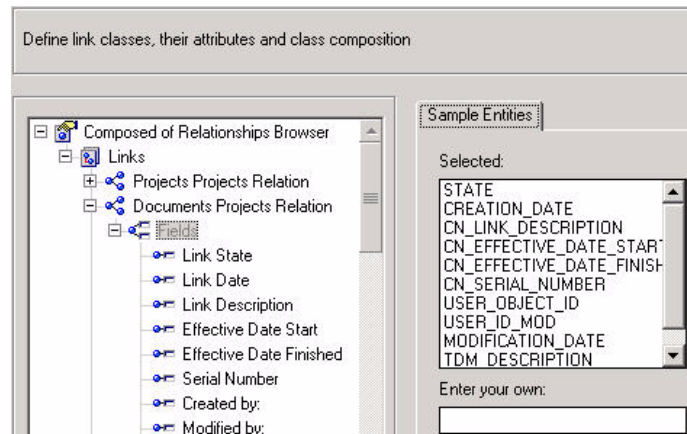 Define link classes, their attributes and class composition
Composed of Relationships Browser
Links
Projects Projects Relation
Documents Projects Relation
Fields
Link State
Link Date
Link Description
Effective Date Start
Effective Date Finished
Serial Number
Created by:
Modified by:
Sample Entities
Selected:
STATE
CREATION_DATE
CN_LINK_DESCRIPTION
CN_EFFECTIVE_DATE_START
CN_EFFECTIVE_DATE_FINISH
CN_SERIAL_NUMBER
USER_OBJECT_ID
USER_ID_MOD
MODIFICATION_DATE
TDM_DESCRIPTION
Enter your own: